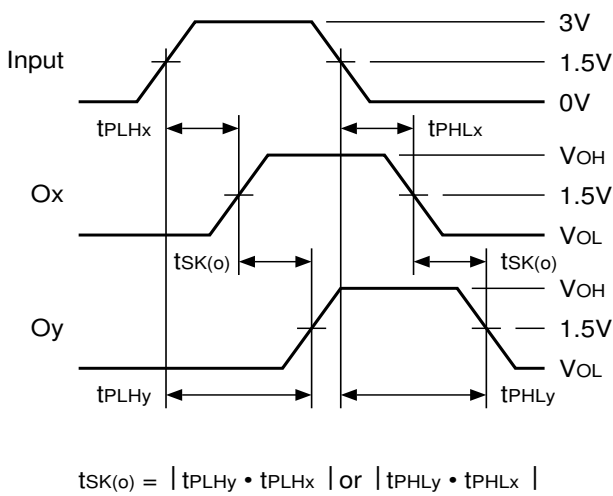 3V
Input
1.5V
0V
tPLHx
tPHLx
VOH
Ox
1.5V
VOL
tSK(o)
tSK(o)
VOH
Oy
1.5V
VOL
tPLHy
tPHLy
tSK(o) = | tPLHy • tPLHx | or | tPHLy • tPHLx |